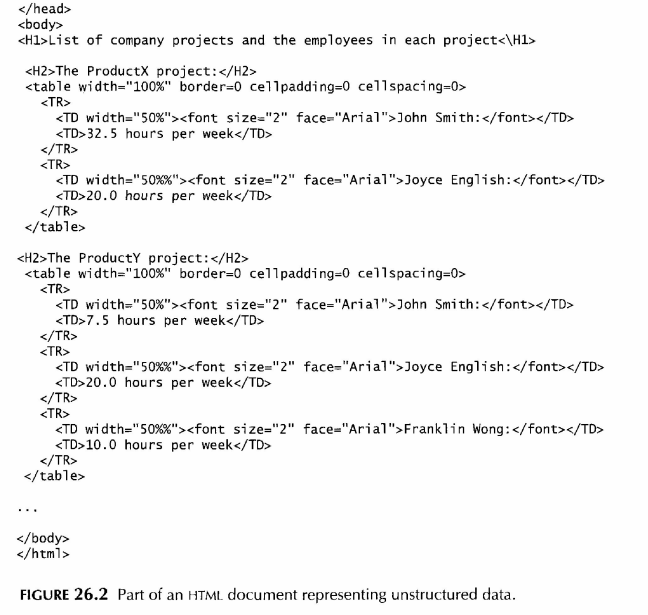 </head>
<body>
<H1>List of company projects and the employees in each project<\H1>
<H2>The ProductX project:</H2>
<table width="100%" border=0 cellpadding=0 cellspacing=0>
<TR>
<TD width="50%"><font size="2" face="Arial">John Smith:</font></TD>
<TD>32.5 hours per week</TD>
</TR>
<TR>
<TD width="50%%"><font size="2" face="Arial">Joyce English:</font></TD>
<TD>20.0 hours per week</TD>
</TR>
</table>
<H2>The ProductY project:</H2>
<table width="100%" border=0 cellpadding=0 cellspacing=0>
<TR>
<TD width="50%"><font size="2" face="Arial">John Smith:</font></TD>
<TD>7.5 hours per week</TD>
</TR>
<TR>
<TD width="50%%"><font size="2" face="Arial">Joyce English:</font></TD>
<TD>20.0 hours per week</TD>
</TR>
<TR>
<TD width="50%%"><font size="2" face="Arial">Franklin Wong:</font></TD>
<TD>10.0 hours per week</TD>
</TR>
</table>
...
</body>
</html>
FIGURE 26.2 Part of an HTML document representing unstructured data.